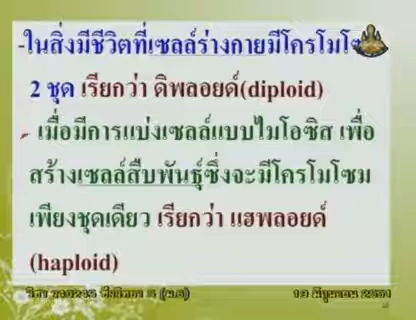 -ในสิ่งมีชีวิตที่เซลล์ร่างกายมีโครโมโซ
2 ชุด เรียกว่า ดิพลอยด์(diploid)
เมื่อมีการแบ่งเซลล์แบบไมโอซิส เพื่อ
สร้างเซลล์สืบพันธุ์ซึ่งจะมีโครโมโซม
เพียงชุดเดียว เรียกว่า แฮพลอยด์
(haploid)